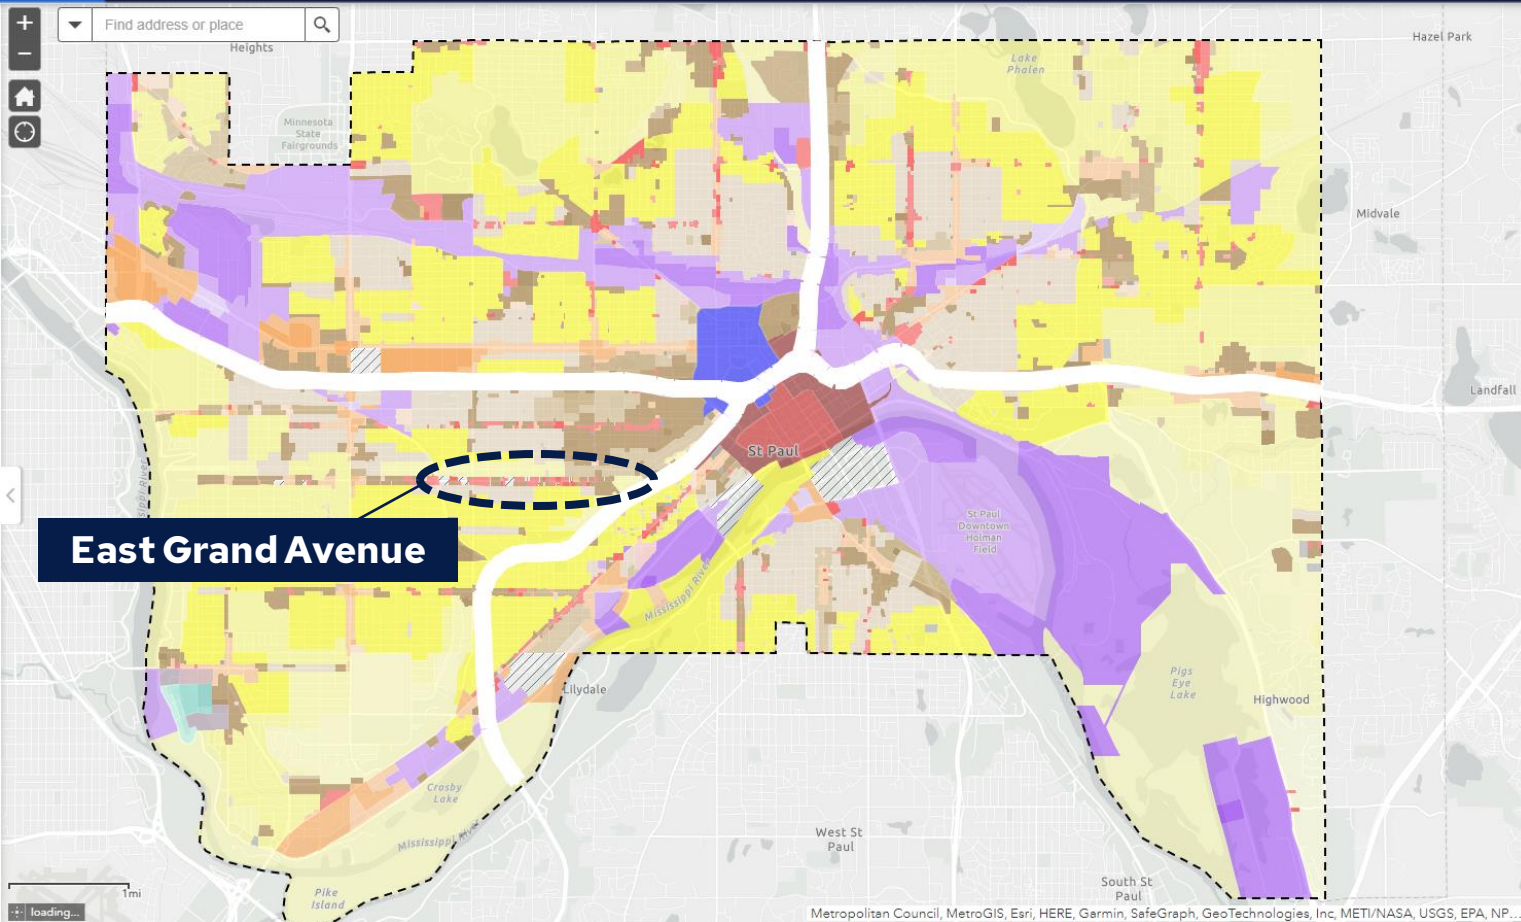 +
Find address or place
−
Heights
Hazel Park
Lake
Phalen
Minnesota
State
Fairgrounds
Midvale
Landfall
St Paul
East Grand Avenue
St Paul
Downtown
Holman
Field
Mississippi River
Pigs
Eye
Lake
Highwood
Lilydale
Crosby
Lake
Mississippi River
West St
Paul
South St
Paul
Pike
Island
1mi
loading...
Metropolitan Council, MetroGIS, Esri, HERE, Garmin, SafeGraph, GeoTechnologies, Inc, METI/NASA, USGS, EPA, NP...